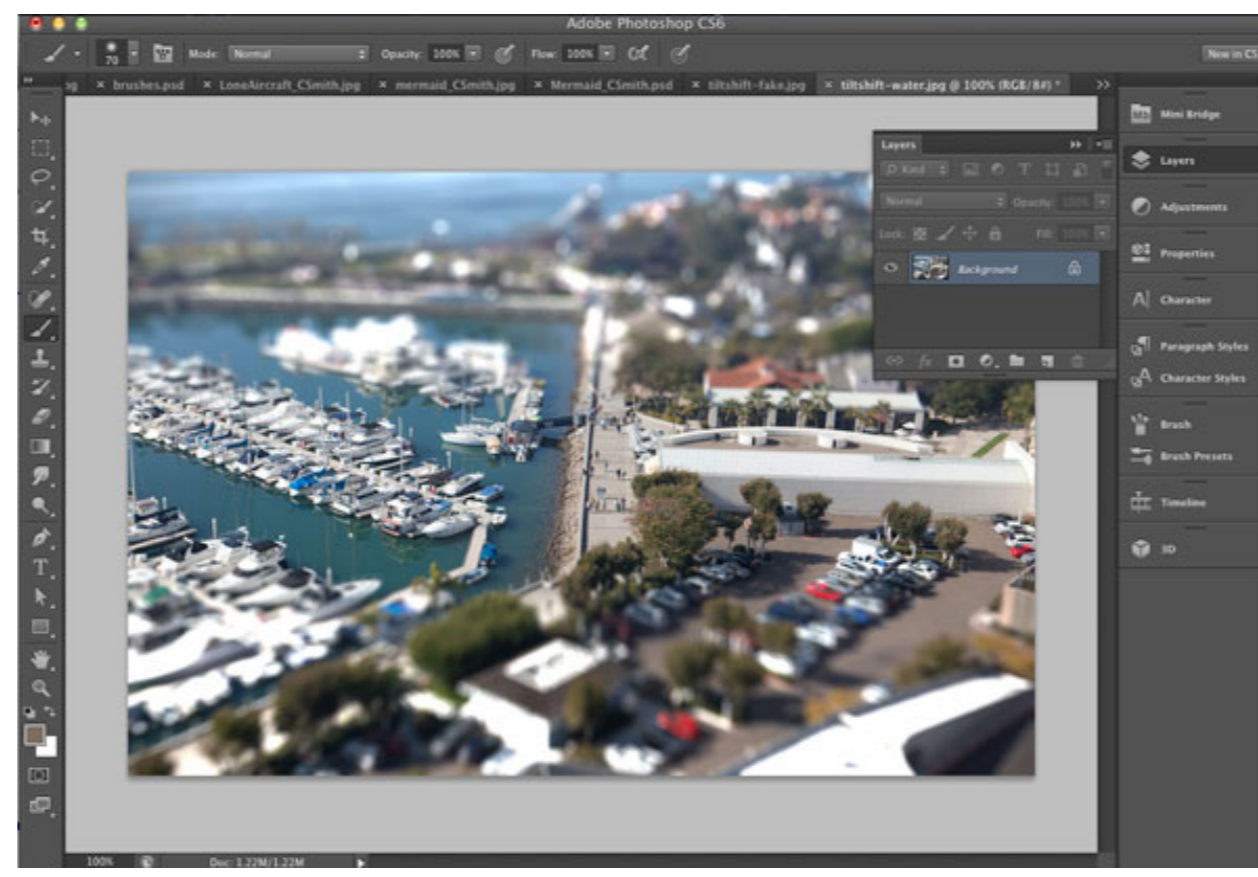 Adobe Photoshop CS6
70 Mode: Normal Opacity: 100% Flow: 100% New in CS
brushes.psd × LoneAircraft_CSmith.jpg × mermaid_CSmith.jpg × Mermaid_CSmith.psd × tiltshift-fake.jpg × tiltshift-water.jpg @ 100% (RGB/8#) *
Mb Mini Bridge
Layers
Layers
Kind
Normal Opacity: 100%
Adjustments
Lock: Fill: 100%
Properties
Background
Character
Paragraph Styles
Character Styles
Brush
Brush Presets
Timeline
3D
100% Doc: 1.22M/1.22M